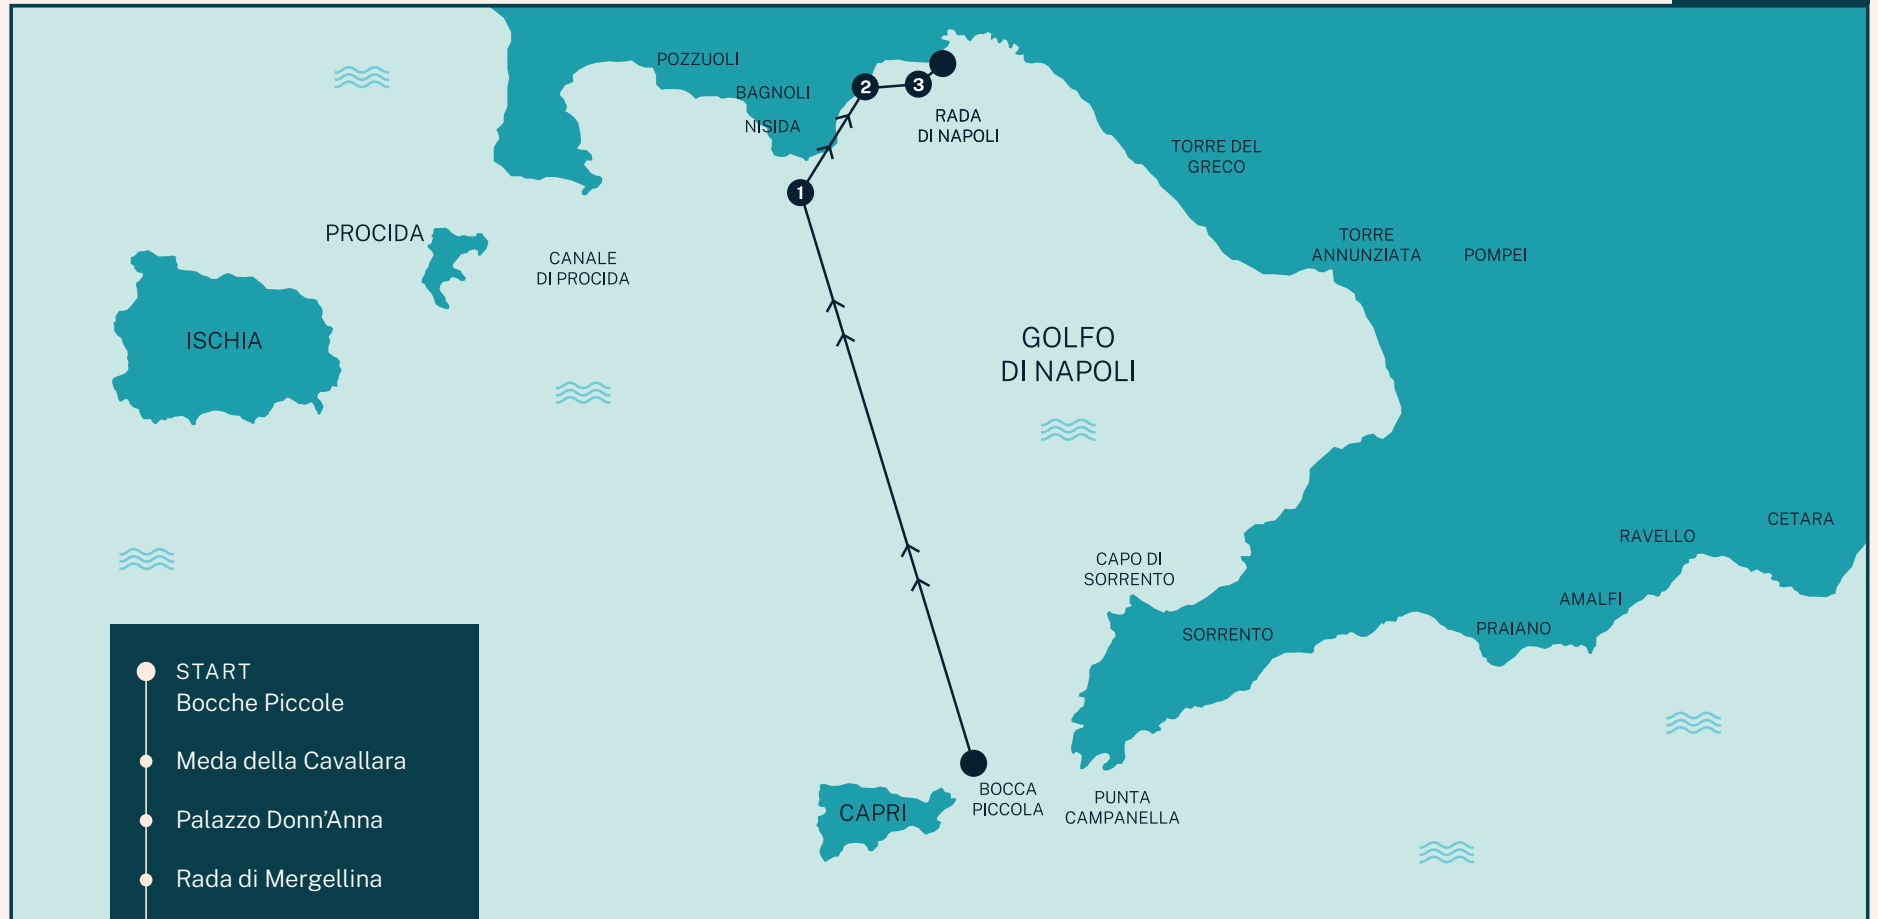 POZZUOLI
BAGNOLI
NISIDA
2
3
RADA
DI NAPOLI
1
TORRE DEL
GRECO
PROCIDA
CANALE
DI PROCIDA
TORRE
ANNUNZIATA
POMPEI
ISCHIA
GOLFO
DI NAPOLI
CETARA
RAVELLO
CAPO DI
SORRENTO
AMALFI
PRAIANO
SORRENTO
BOCCA
PICCOLA
PUNTA
CAMPANELLA
CAPRI
START
Bocche Piccole
Meda della Cavallara
Palazzo Donn’Anna
Rada di Mergellina